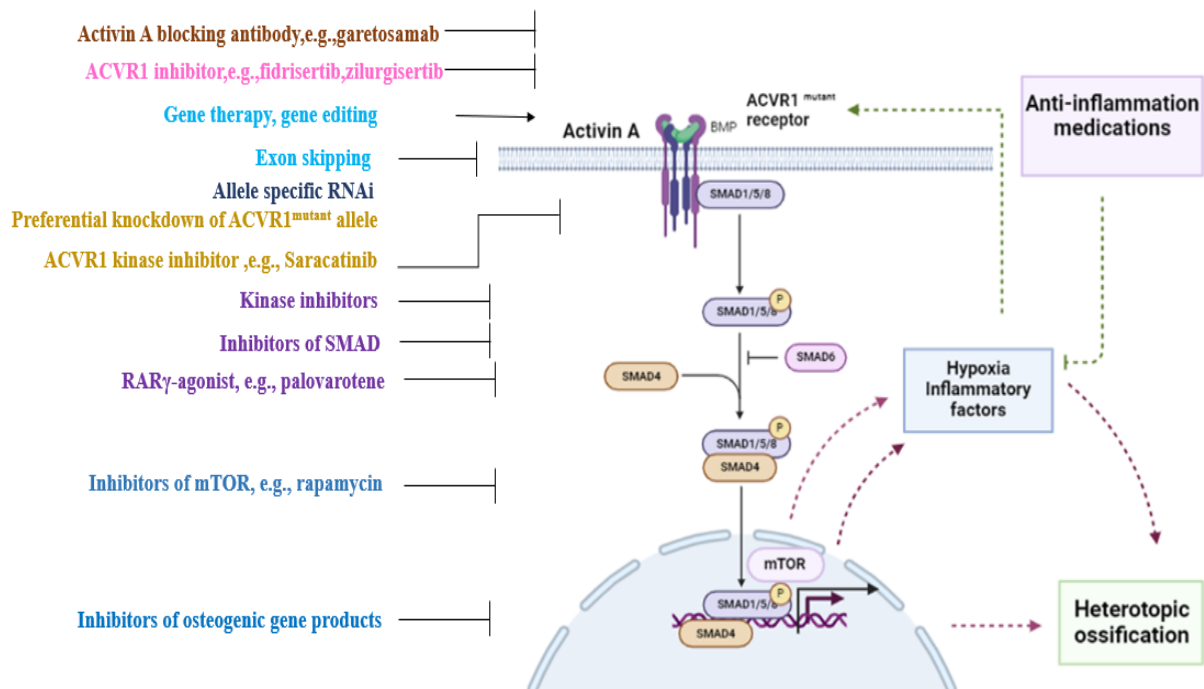 Activin A blocking antibody,e.g.,garetosamab
ACVR1 inhibitor,e.g.,fidrisertib,zilurgisertib
Gene therapy, gene editing
Exon skipping
Allele specific RNAi
Preferential knockdown of ACVR1mutant allele
ACVR1 kinase inhibitor ,e.g., Saracatinib
Kinase inhibitors
Inhibitors of SMAD
RARγ-agonist, e.g., palovarotene
Inhibitors of mTOR, e.g., rapamycin
Inhibitors of osteogenic gene products
Activin A
BMP
ACVR1 mutant
receptor
SMAD1/5/8
P
SMAD1/5/8
SMAD6
SMAD4
P
SMAD1/5/8
SMAD4
mTOR
P
SMAD1/5/8
SMAD4
Anti-inflammation
medications
Hypoxia
Inflammatory
factors
Heterotopic
ossification